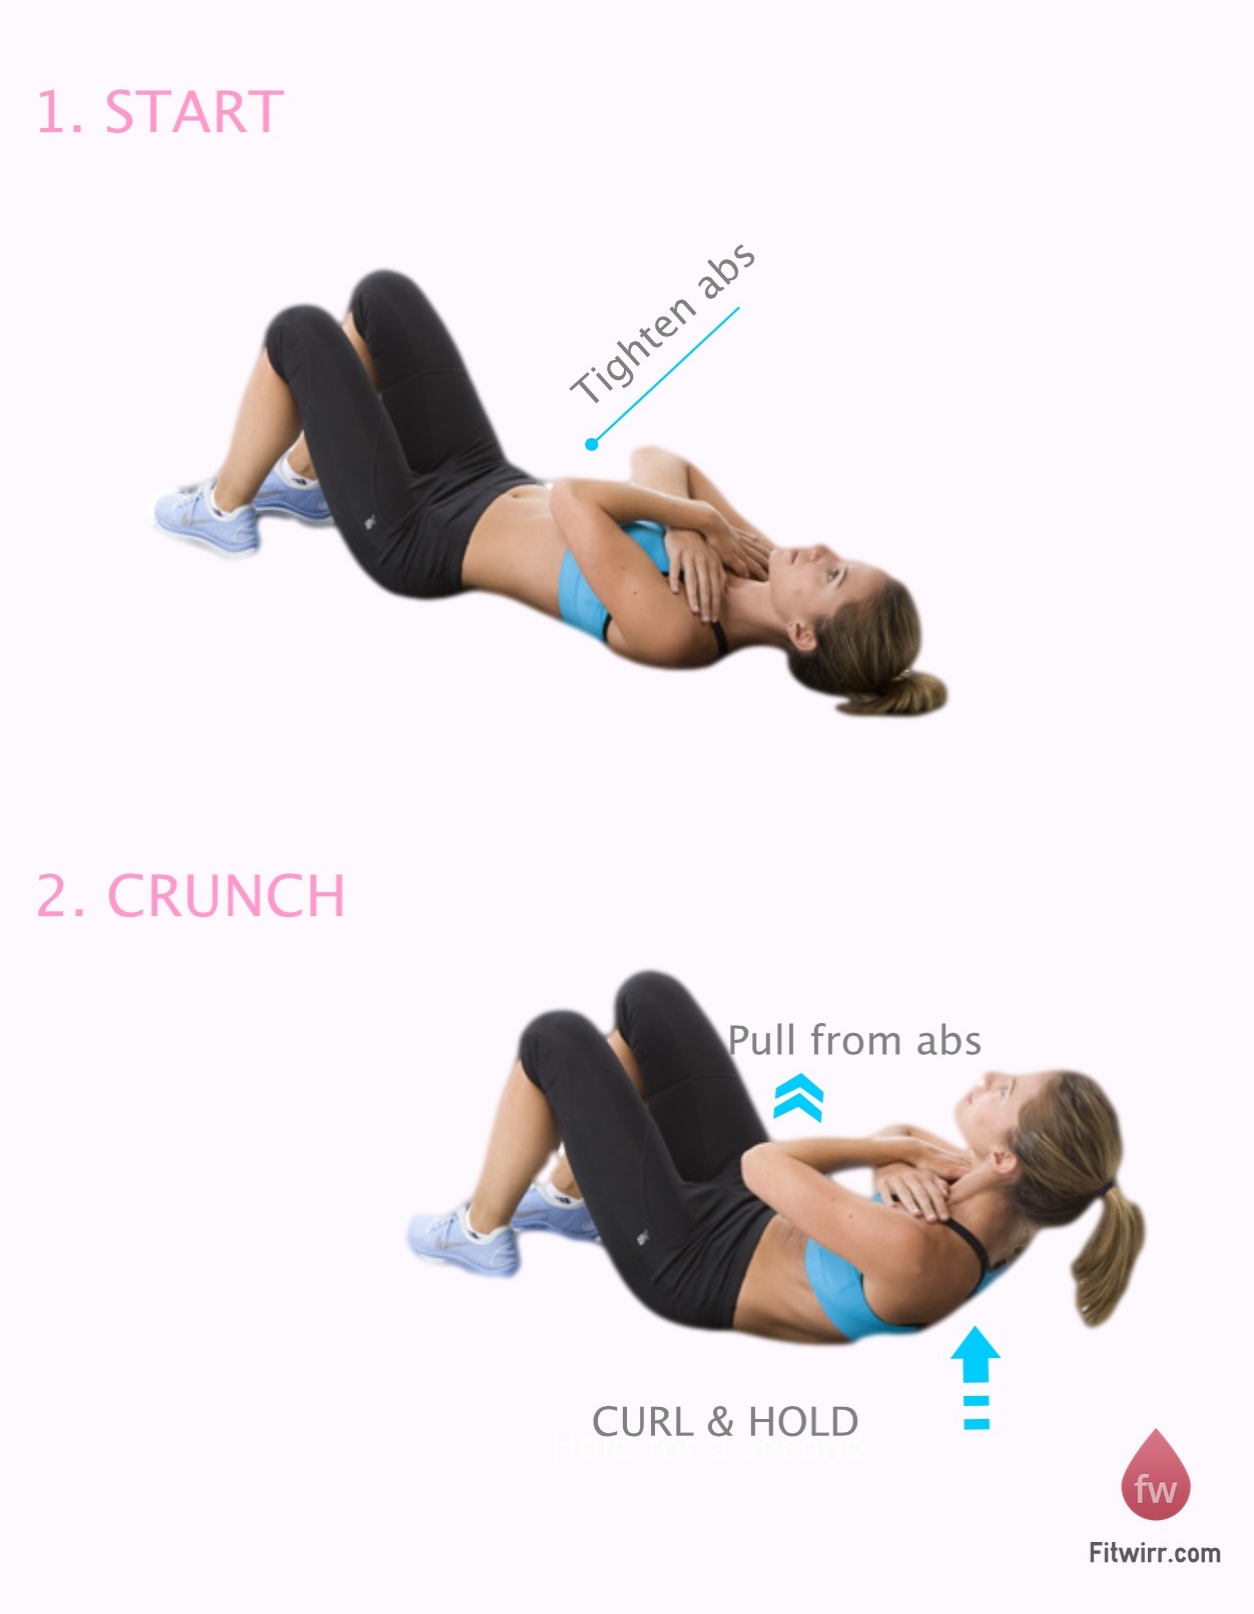 1. START
Tighten abs
2. CRUNCH
Pull from abs
CURL & HOLD
Hold for a second
fw
Fitwirr.com